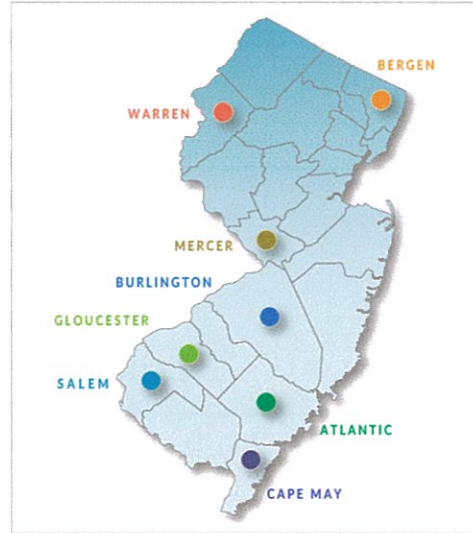 BERGEN
WARREN
MERCER
BURLINGTON
GLOUCESTER
SALEM
ATLANTIC
CAPE MAY